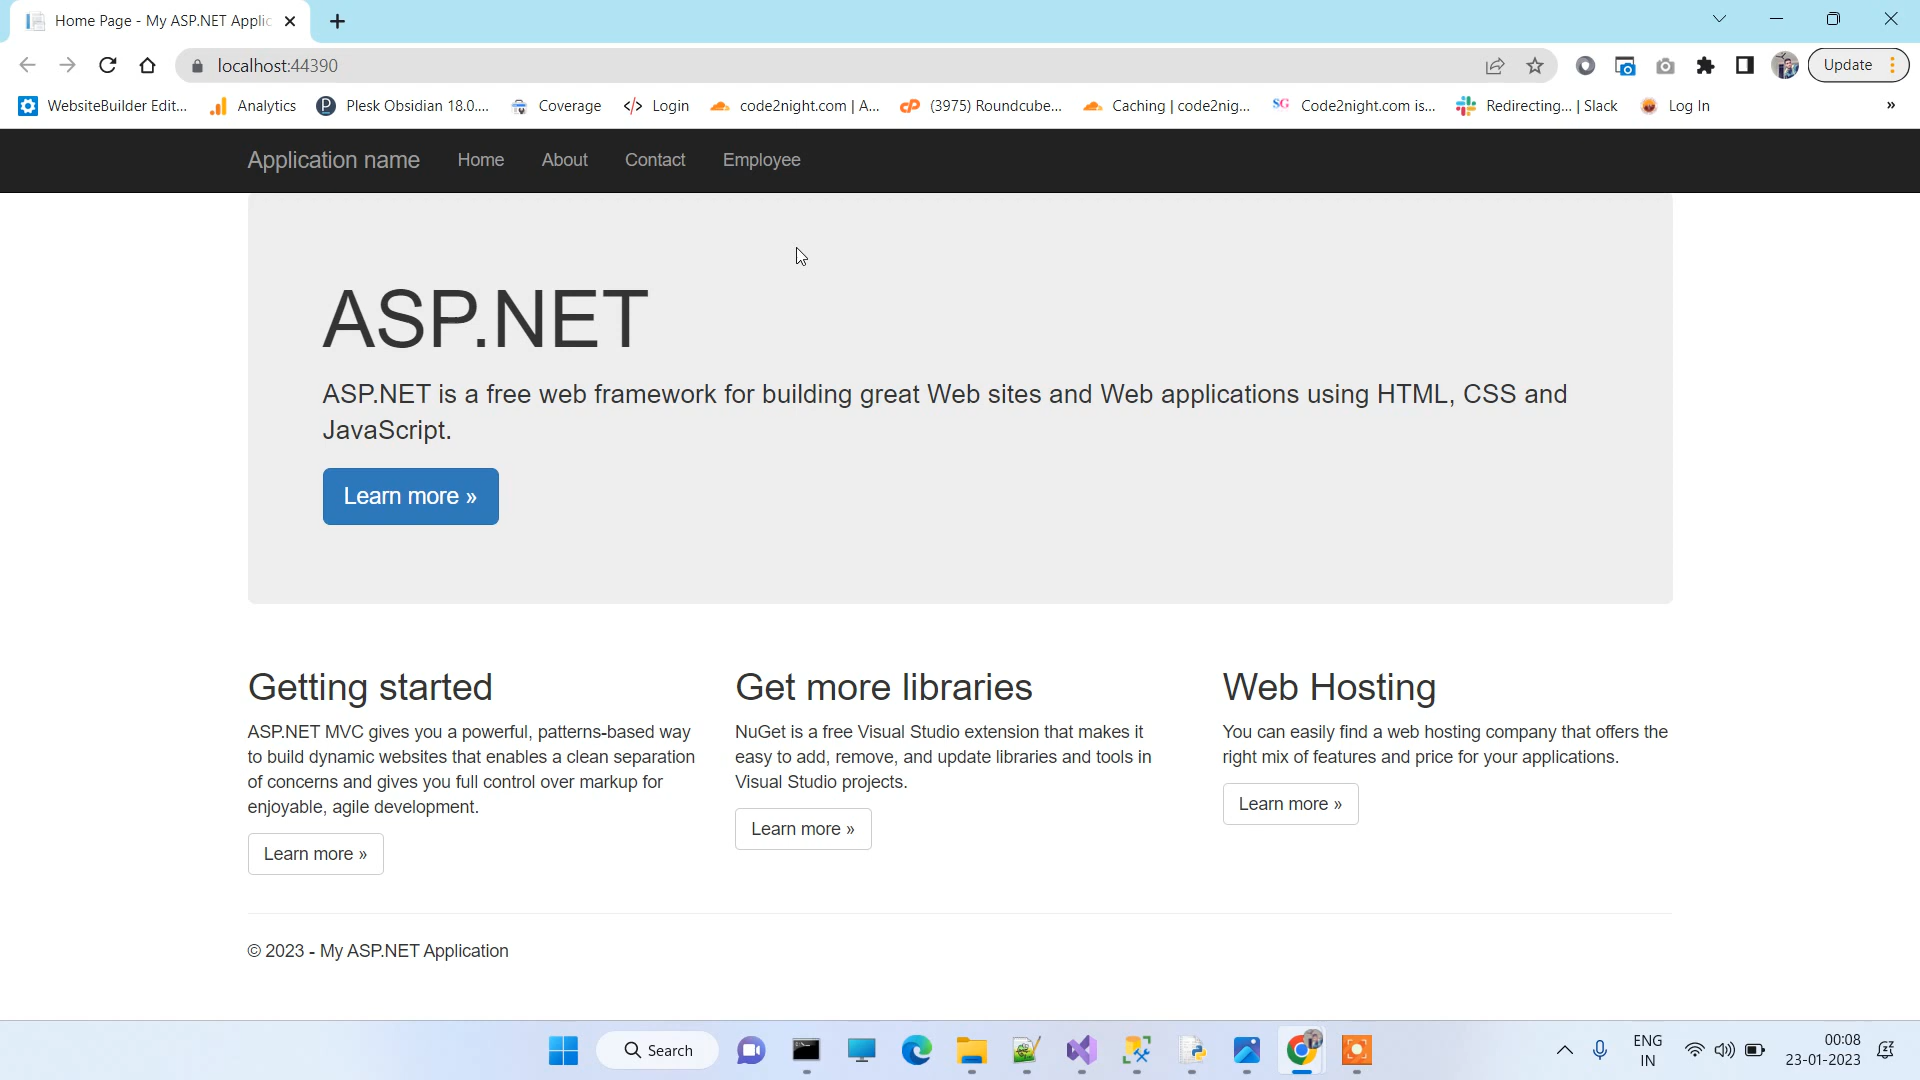 Home Page - My ASP.NET Applic
localhost:44390
Update
WebsiteBuilder Edit...
Analytics
Plesk Obsidian 18.0....
Coverage
Login
code2night.com | A...
(3975) Roundcube...
Caching | code2nig...
Code2night.com is...
Redirecting... | Slack
Log In
»
Application name
Home
About
Contact
Employee
ASP.NET
ASP.NET is a free web framework for building great Web sites and Web applications using HTML, CSS and
JavaScript.
Learn more »
Getting started
ASP.NET MVC gives you a powerful, patterns-based way
to build dynamic websites that enables a clean separation
of concerns and gives you full control over markup for
enjoyable, agile development.
Learn more »
Get more libraries
NuGet is a free Visual Studio extension that makes it
easy to add, remove, and update libraries and tools in
Visual Studio projects.
Learn more »
Web Hosting
You can easily find a web hosting company that offers the
right mix of features and price for your applications.
Learn more »
© 2023 - My ASP.NET Application
Search
ENG
IN
00:08
23-01-2023